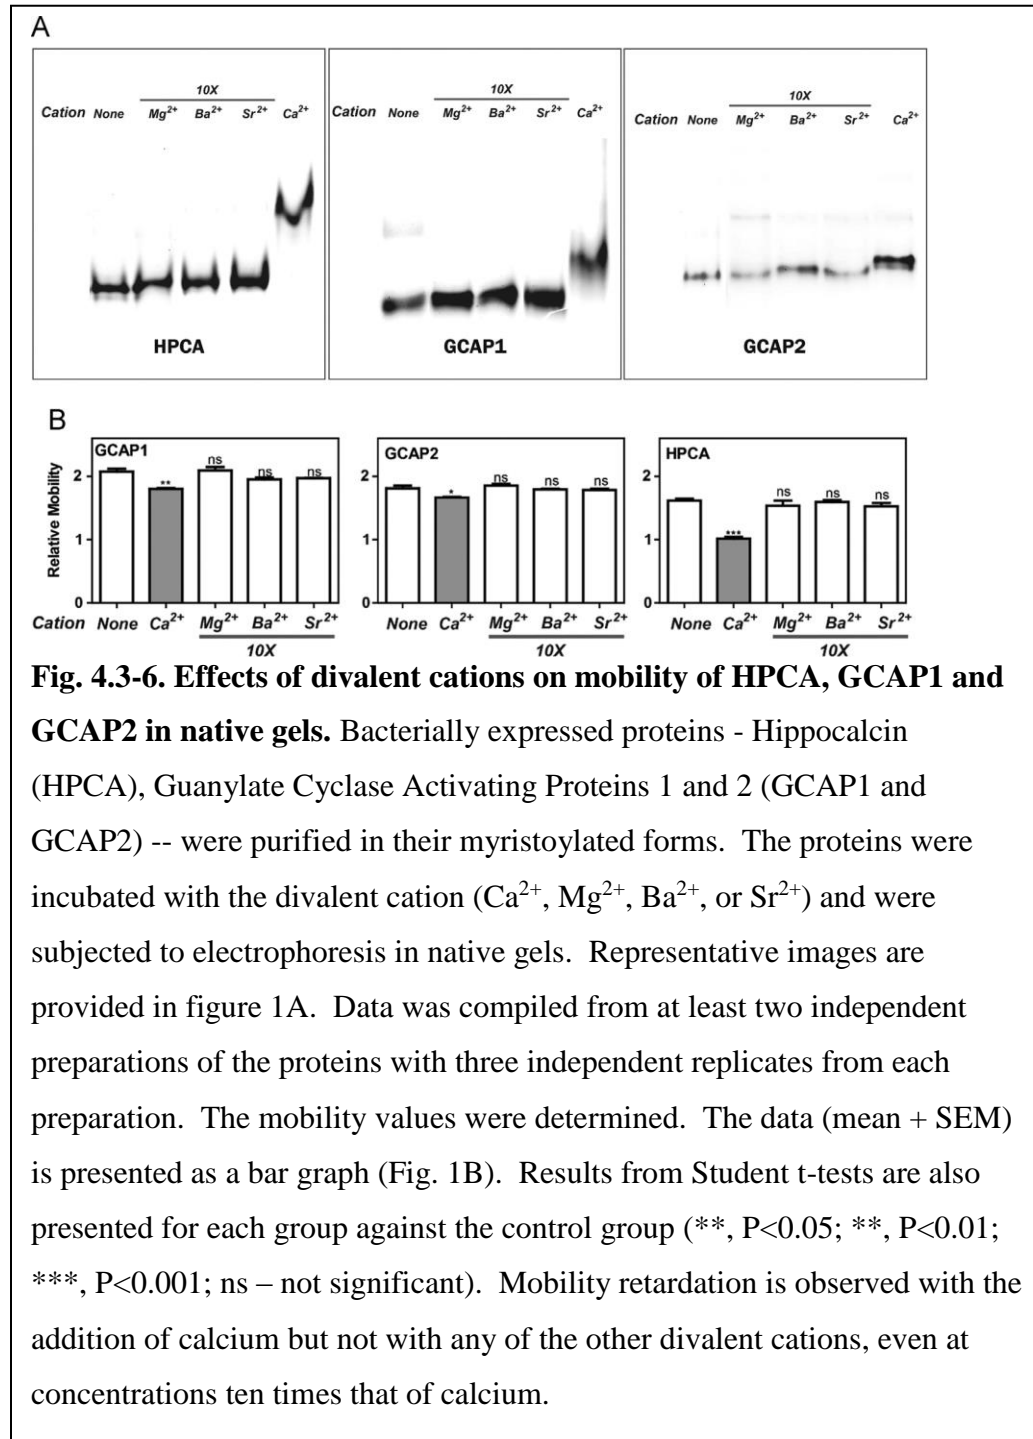 A
10X 10X 10X
Cation None Mg2+ Ba2+ Sr2+ Ca2+ Cation None Mg2+ Ba2+ Sr2+ Ca2+ Cation None Mg2+ Ba2+ Sr2+ Ca2+
HPCA GCAP1 GCAP2
B
GCAP1 GCAP2 HPCA
Relative Mobility
2 2 2
1 1 1
0 0 0
** ns ns ns * ns ns ns *** ns ns ns
Cation None Ca2+ Mg2+ Ba2+ Sr2+ None Ca2+ Mg2+ Ba2+ Sr2+ None Ca2+ Mg2+ Ba2+ Sr2+
10X 10X 10X
Fig. 4.3-6. Effects of divalent cations on mobility of HPCA, GCAP1 and
GCAP2 in native gels. Bacterially expressed proteins - Hippocalcin
(HPCA), Guanylate Cyclase Activating Proteins 1 and 2 (GCAP1 and
GCAP2) -- were purified in their myristoylated forms. The proteins were
incubated with the divalent cation (Ca2+, Mg2+, Ba2+, or Sr2+) and were
subjected to electrophoresis in native gels. Representative images are
provided in figure 1A. Data was compiled from at least two independent
preparations of the proteins with three independent replicates from each
preparation. The mobility values were determined. The data (mean + SEM)
is presented as a bar graph (Fig. 1B). Results from Student t-tests are also
presented for each group against the control group (**, P<0.05; **, P<0.01;
***, P<0.001; ns – not significant). Mobility retardation is observed with the
addition of calcium but not with any of the other divalent cations, even at
concentrations ten times that of calcium.